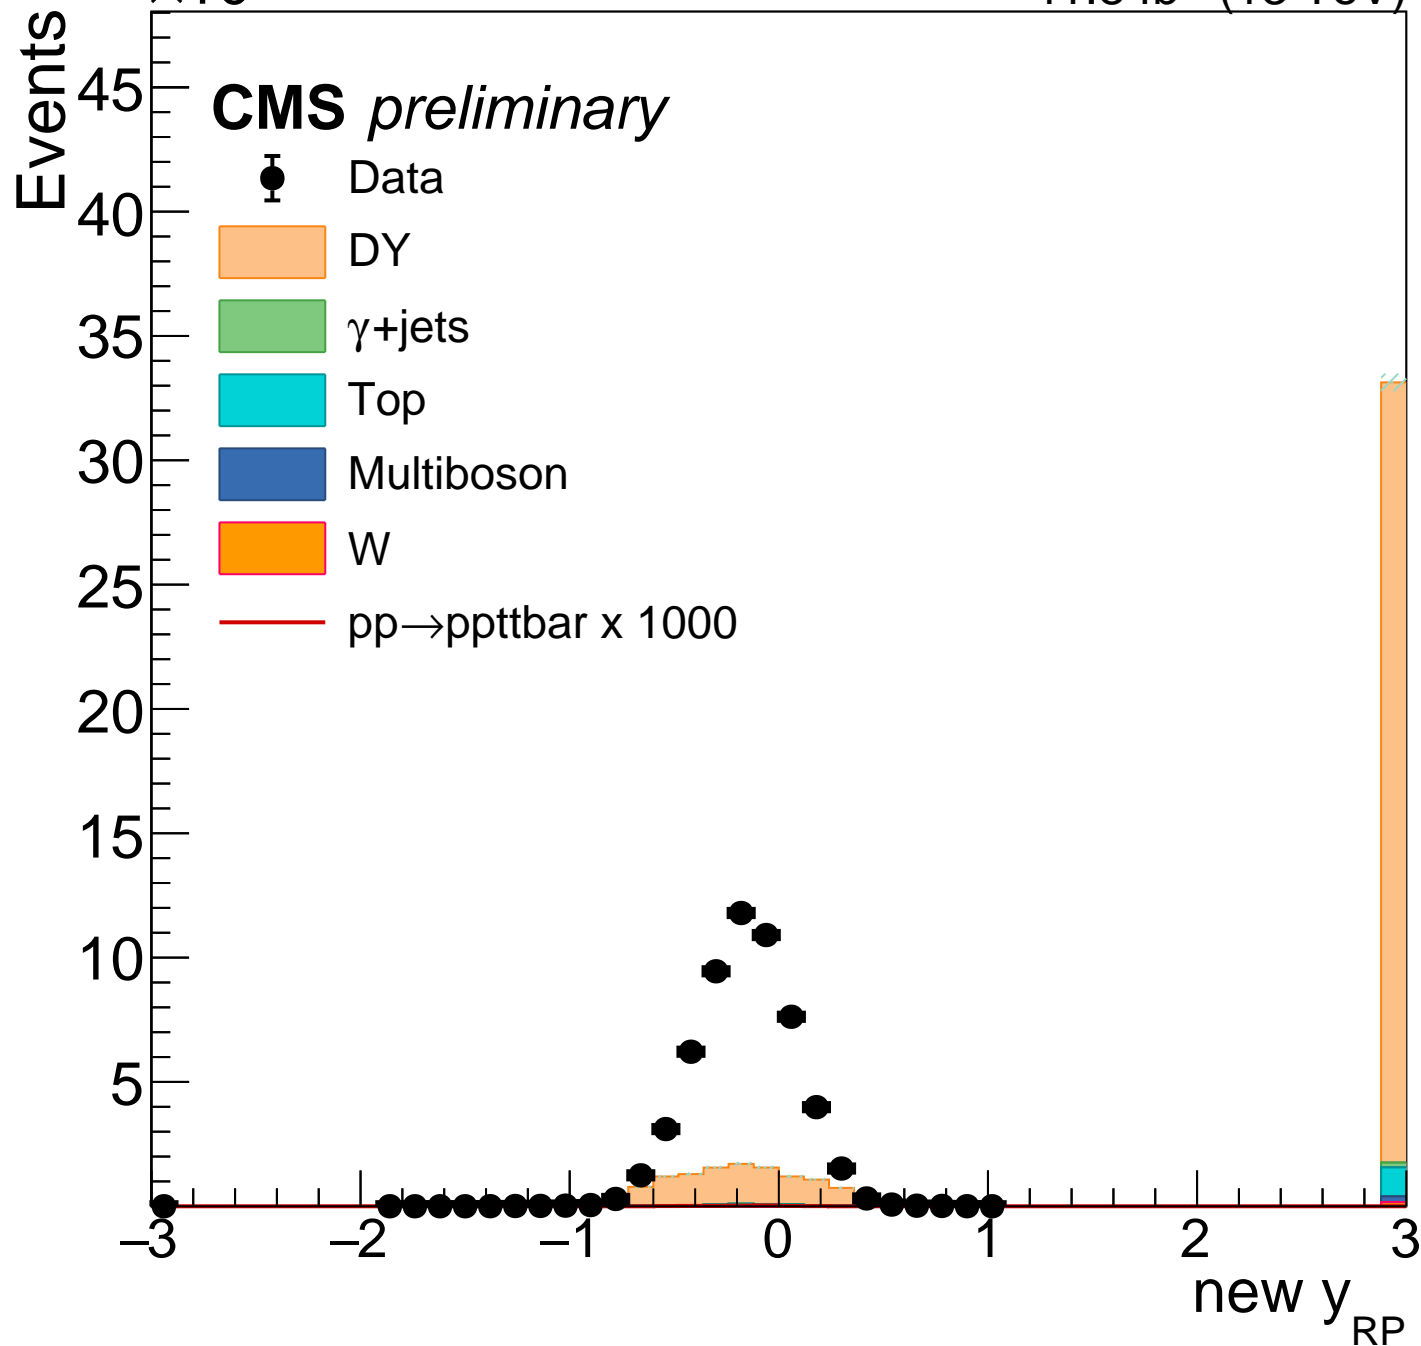 Events
CMS preliminary
Data
DY
γ+jets
Top
Multiboson
W
pp→ppttbar x 1000
45
40
35
30
25
20
15
10
5
−3 −2 −1 0 1 2 3
new y RP